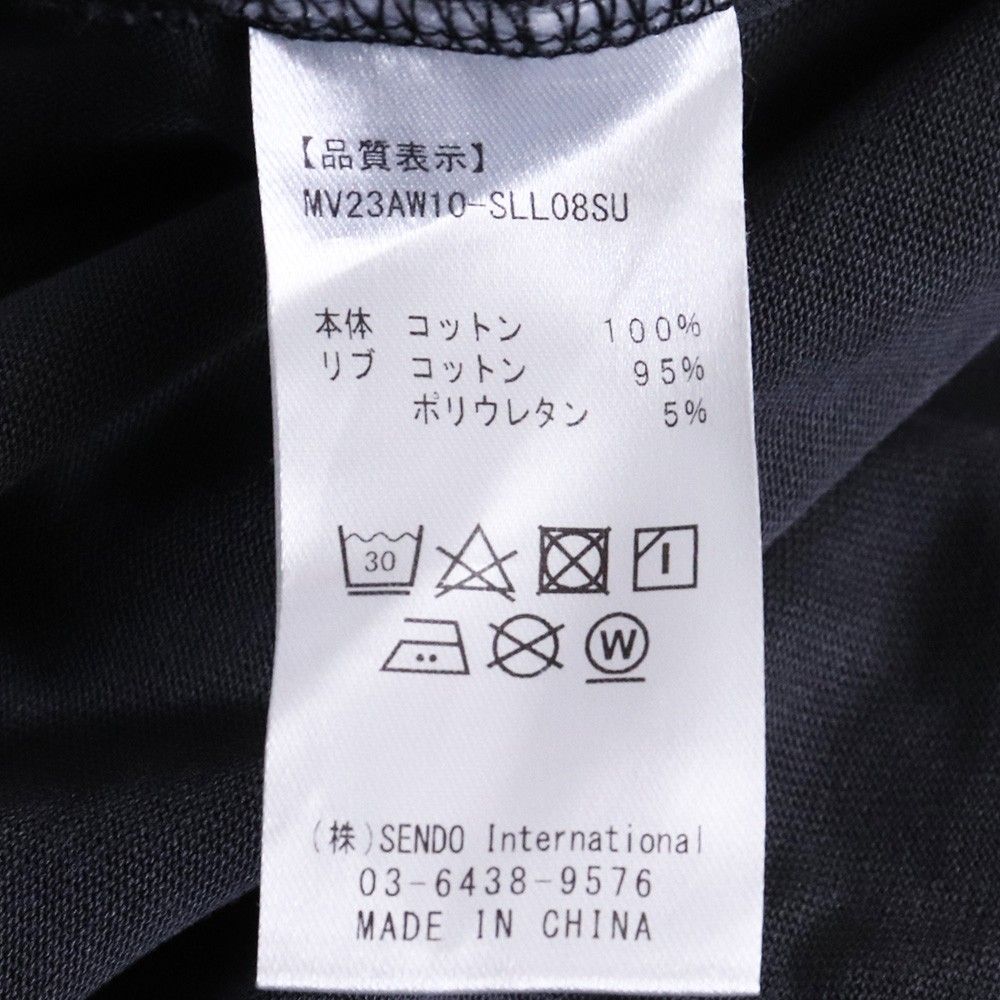 【品質表示】
MV23AW10-SLL08SU
本体 コットン 100%
リブ コットン 95%
ポリウレタン 5%
30
W
(株)SENDO International
03-6438-9576
MADE IN CHINA